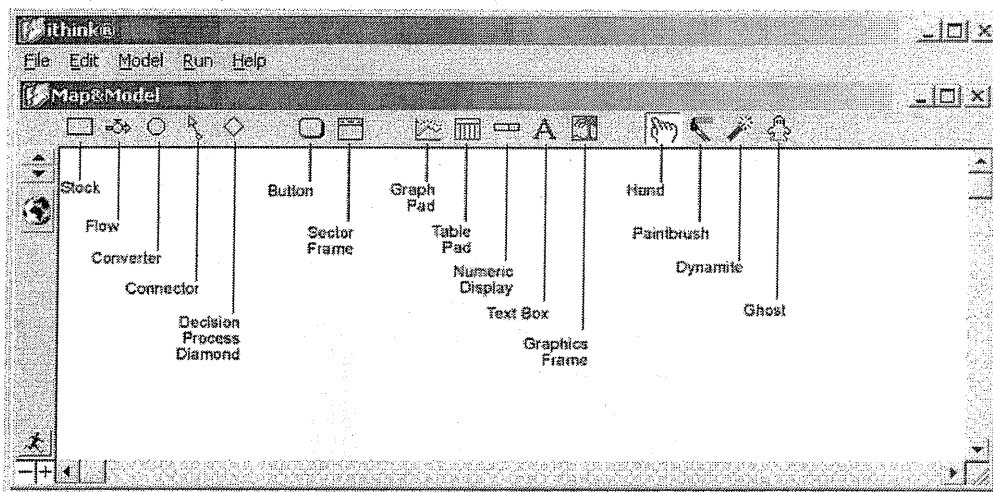 ithink®
File Edit Model Run Help
Map&Model
A
Stock
Flow
Converter
Connector
Decision
Process
Diamond
Button
Sector
Frame
Graph
Pad
Table
Pad
Numeric
Display
Text Box
Graphics
Frame
Hand
Paintbrush
Dynamite
Ghost